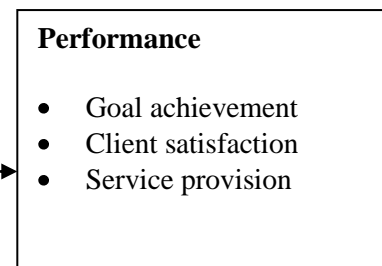 Performance
• Goal achievement
• Client satisfaction
• Service provision